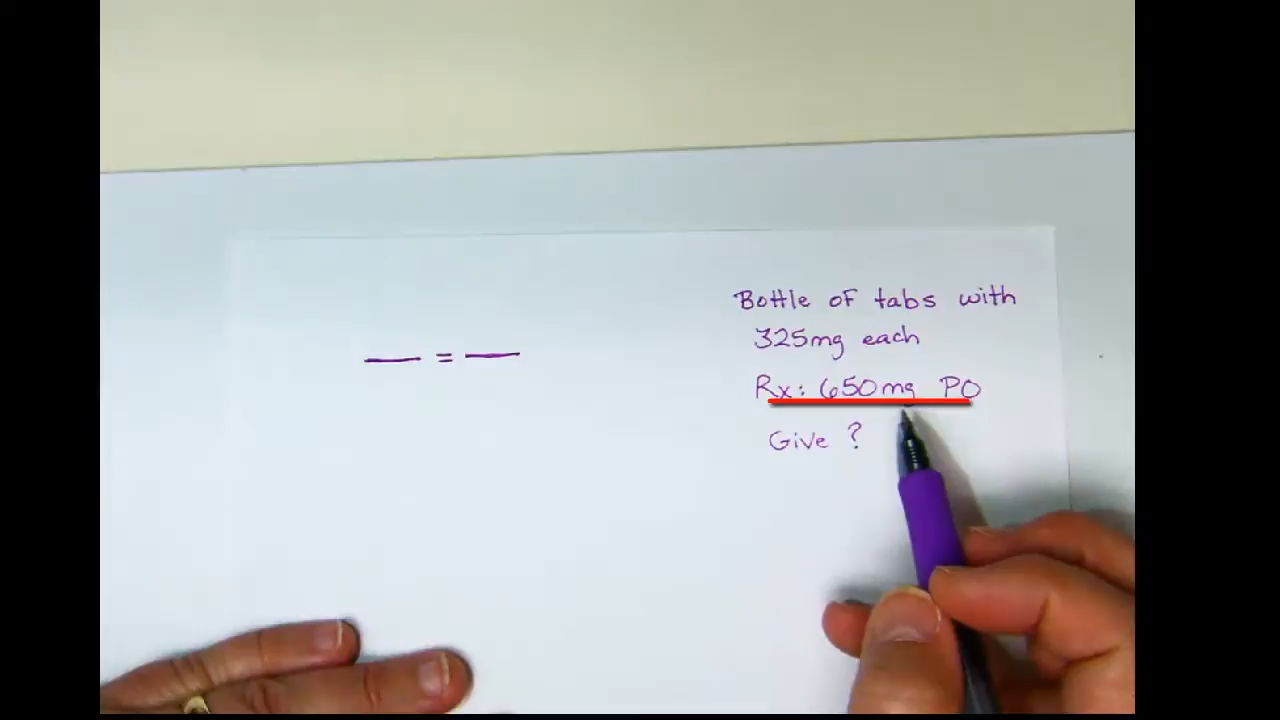 Bottle of tabs with
325mg each
— = —
Rx: 650mg PO
Give ?